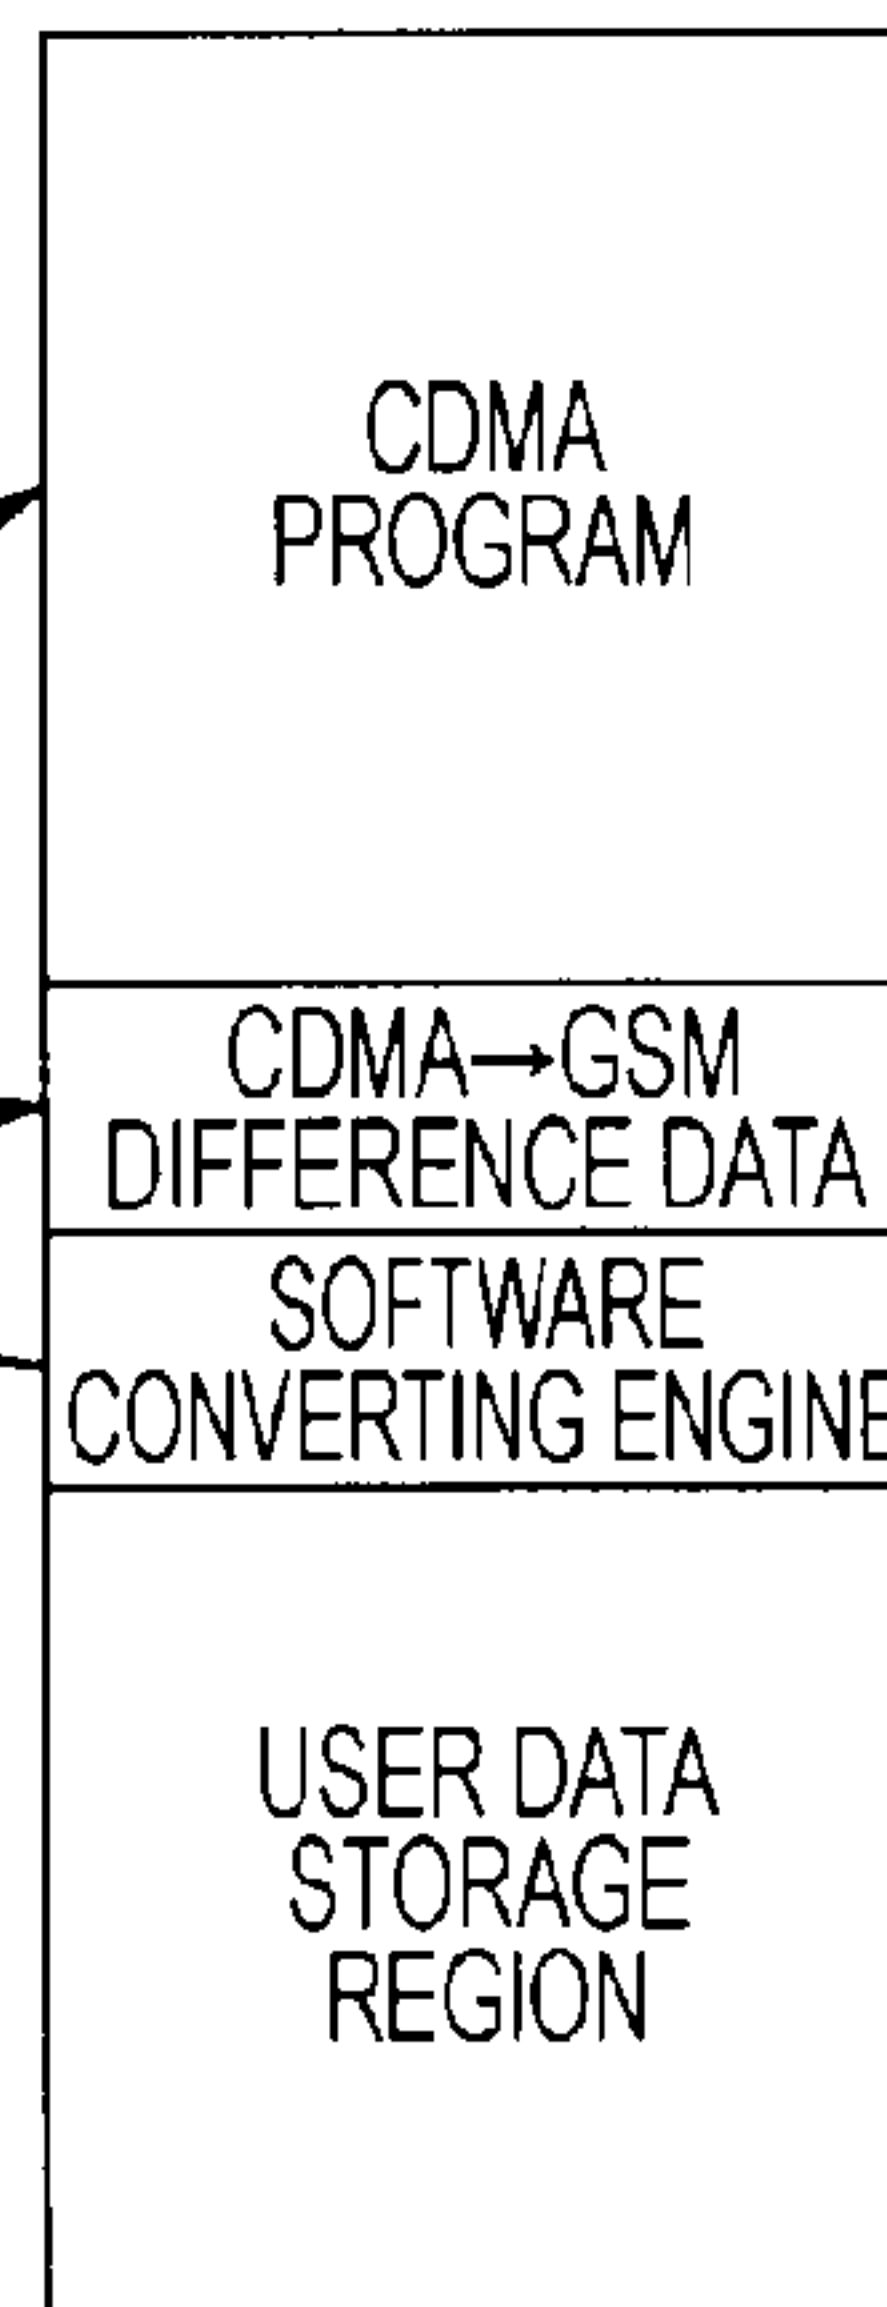 CDMA
PROGRAM
CDMA→GSM
DIFFERENCE DATA
SOFTWARE
CONVERTING ENGINE
USER DATA
STORAGE
REGION